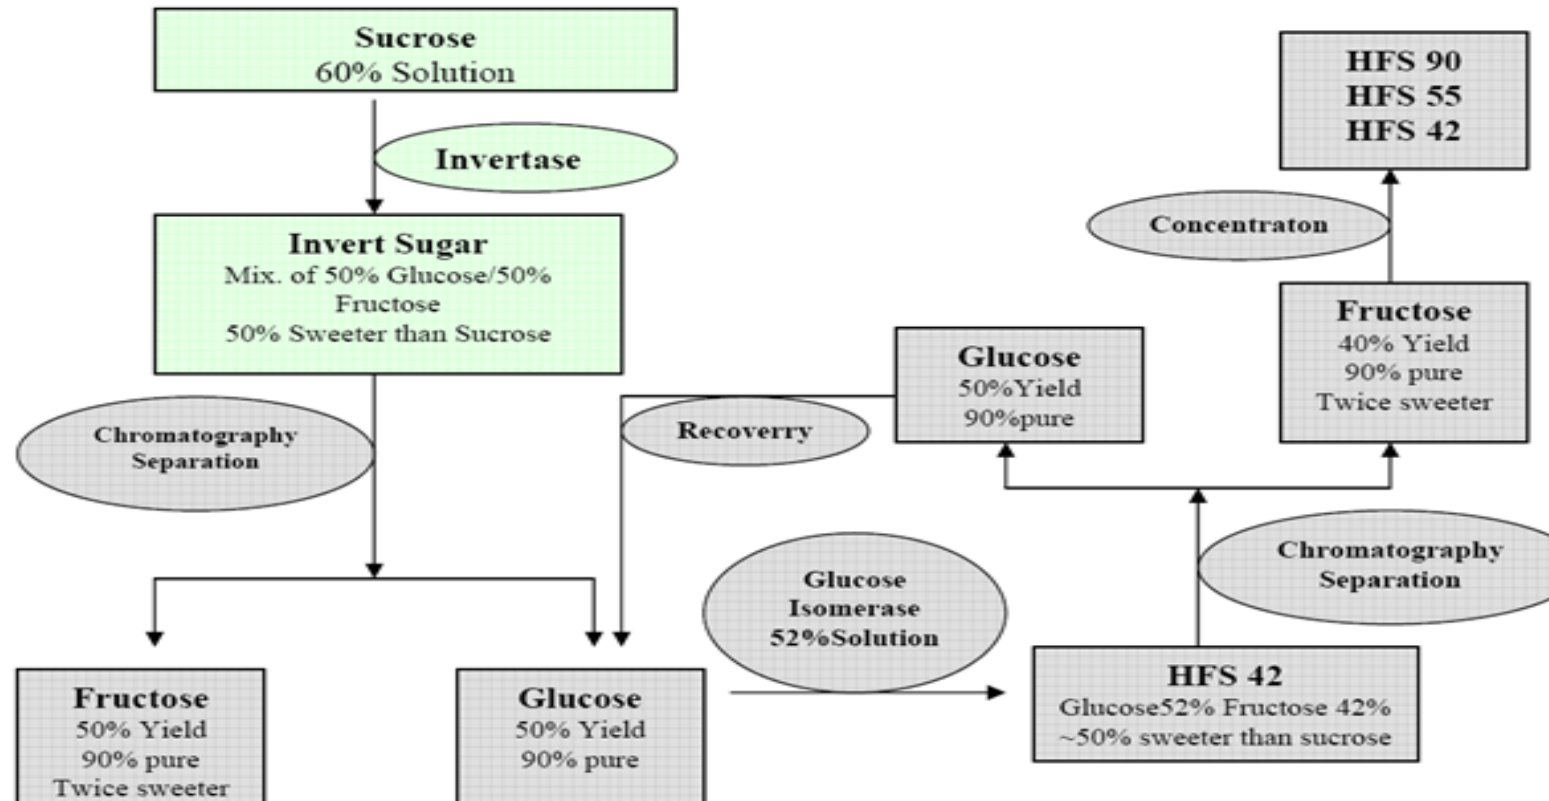 Sucrose
60% Solution
Invertase
Invert Sugar
Mix. of 50% Glucose/50%
Fructose
50% Sweeter than Sucrose
Chromatography
Separation
Fructose
50% Yield
90% pure
Twice sweeter
Glucose
50% Yield
90% pure
Glucose
Isomerase
52%Solution
HFS 42
Glucose52% Fructose 42%
~50% sweeter than sucrose
Chromatography
Separation
Glucose
50%Yield
90%pure
Recoverry
Fructose
40% Yield
90% pure
Twice sweeter
Concentraton
HFS 90
HFS 55
HFS 42